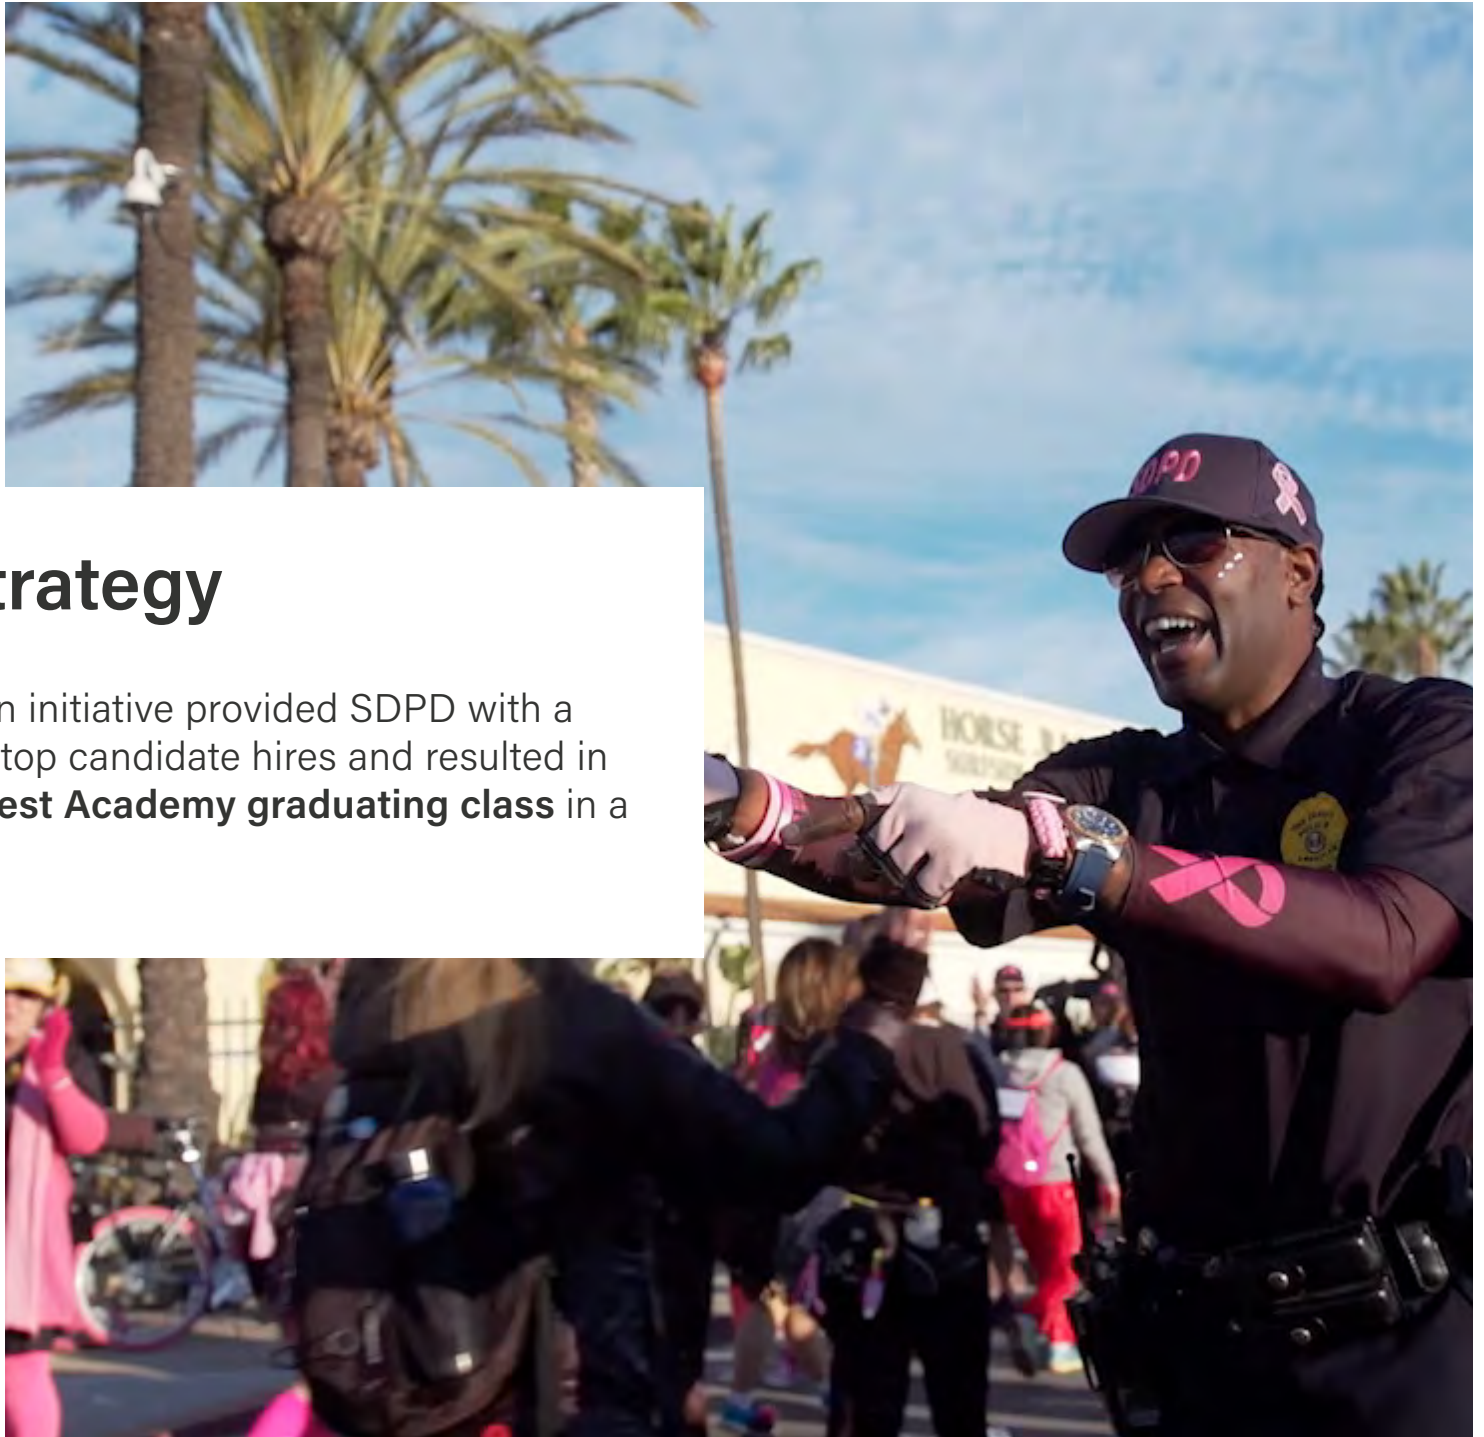 trategy
n initiative provided SDPD with a
top candidate hires and resulted in
est Academy graduating class in a
SDPD
HORSE